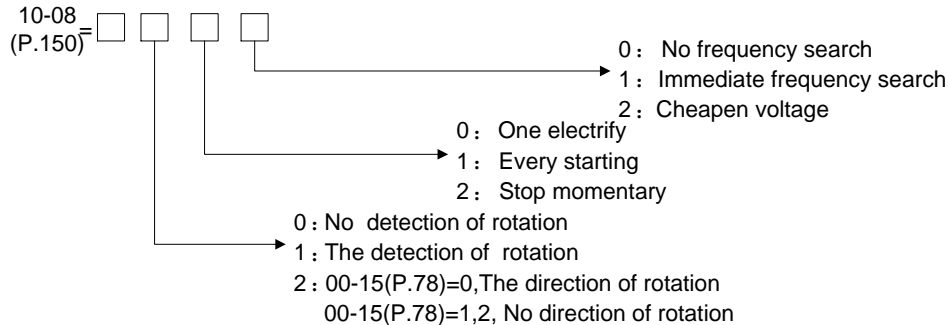 10-08
(P.150)=
0： No frequency search
1： Immediate frequency search
2： Cheapen voltage
0： One electrify
1： Every starting
2： Stop momentary
0：No detection of rotation
1：The detection of rotation
2：00-15(P.78)=0,The direction of rotation
00-15(P.78)=1,2, No direction of rotation